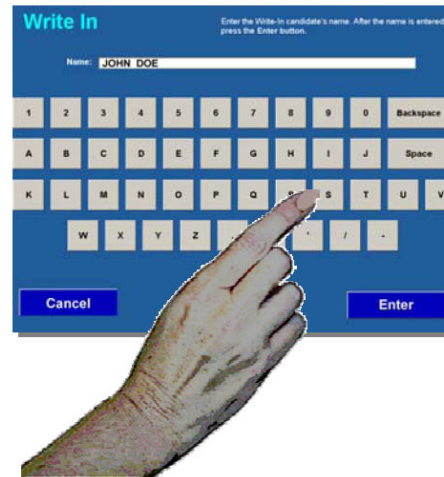 Write In
Enter the Write-In candidate's name. After the name is entered
press the Enter button.
Name: JOHN DOE
1 2 3 4 5 6 7 8 9 0 Backspace
A B C D E F G H I J Space
K L M N O P Q R S T U V
W X Y Z ' / -
Cancel Enter